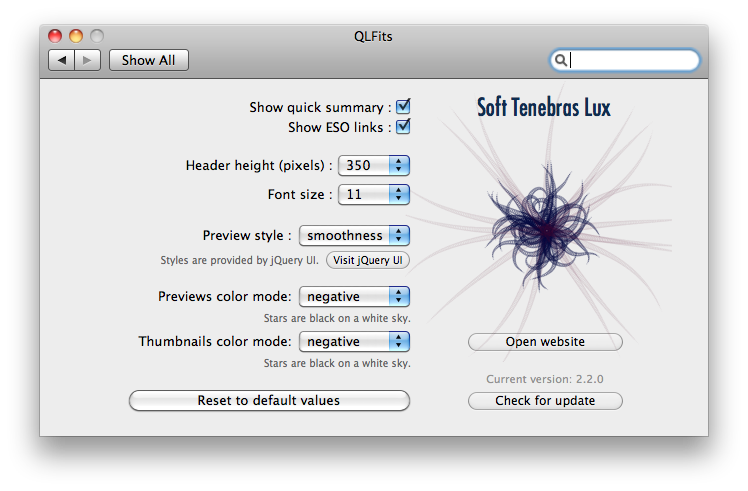 QLFits
Show All
Show quick summary :
Show ESO links :
Header height (pixels) : 350
Font size : 11
Preview style : smoothness
Styles are provided by jQuery UI. Visit jQuery UI
Previews color mode: negative
Stars are black on a white sky.
Thumbnails color mode: negative
Stars are black on a white sky.
Reset to default values
Soft Tenebras Lux
Open website
Current version: 2.2.0
Check for update